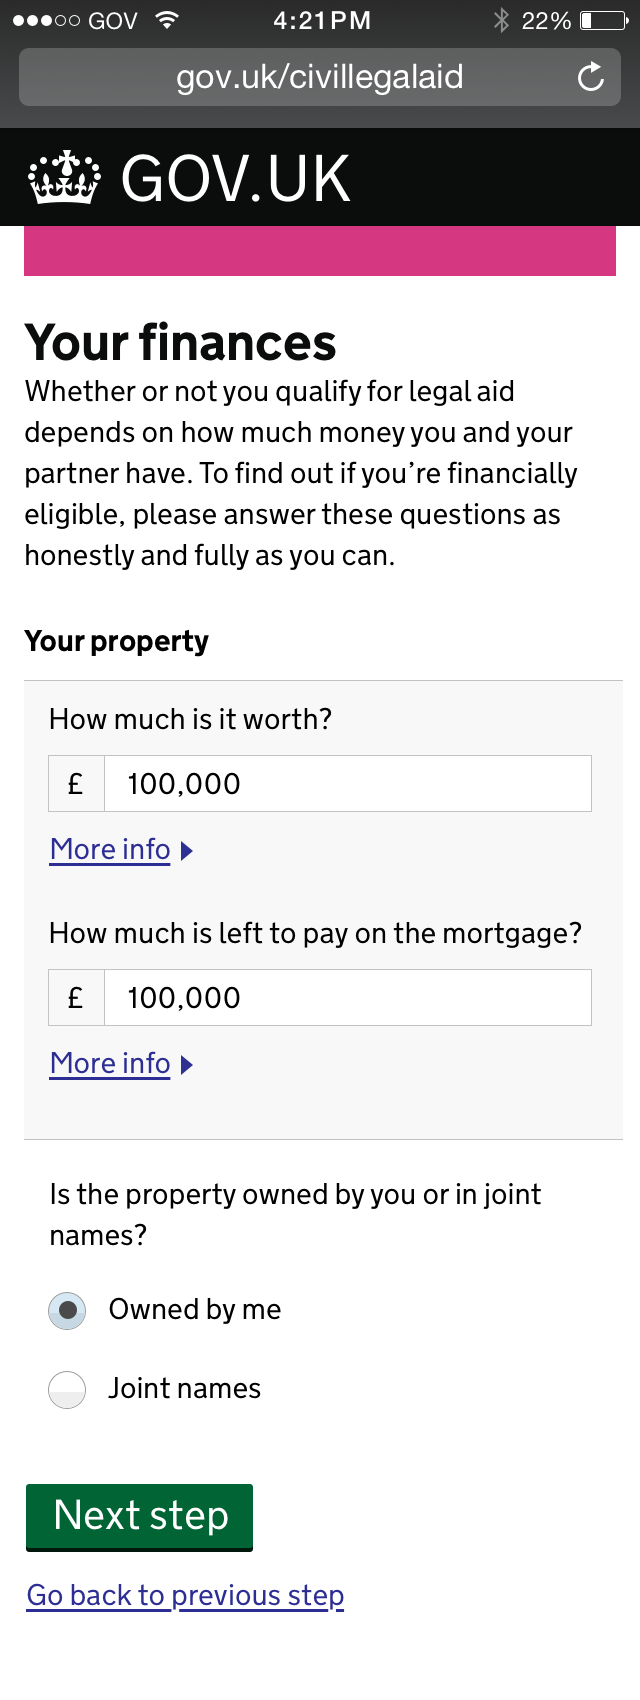 GOV 4:21PM 22%
gov.uk/civillegalaid
GOV.UK
Your finances
Whether or not you qualify for legal aid
depends on how much money you and your
partner have. To find out if you’re financially
eligible, please answer these questions as
honestly and fully as you can.
Your property
How much is it worth?
£ 100,000
More info
How much is left to pay on the mortgage?
£ 100,000
More info
Is the property owned by you or in joint
names?
Owned by me
Joint names
Next step
Go back to previous step